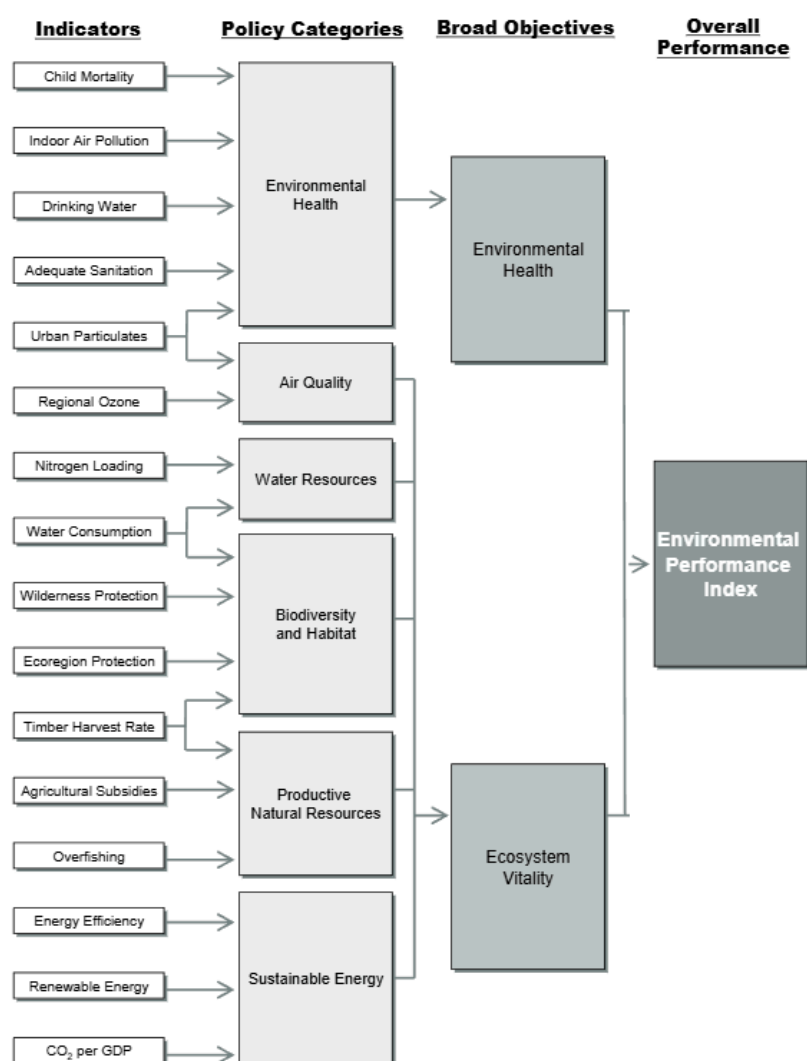 Indicators
Policy Categories
Broad Objectives
Overall
Performance
Child Mortality
Indoor Air Pollution
Drinking Water
Adequate Sanitation
Urban Particulates
Regional Ozone
Nitrogen Loading
Water Consumption
Wilderness Protection
Ecoregion Protection
Timber Harvest Rate
Agricultural Subsidies
Overfishing
Energy Efficiency
Renewable Energy
CO₂ per GDP
Environmental
Health
Air Quality
Water Resources
Biodiversity
and Habitat
Productive
Natural Resources
Sustainable Energy
Environmental
Health
Ecosystem
Vitality
Environmental
Performance
Index